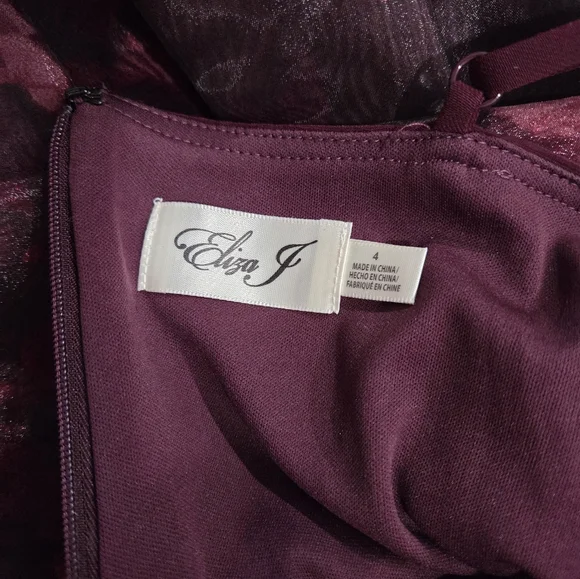 Eliza J
4
MADE IN CHINA/
HECHO EN CHINA/
FABRIQUÉ EN CHINE